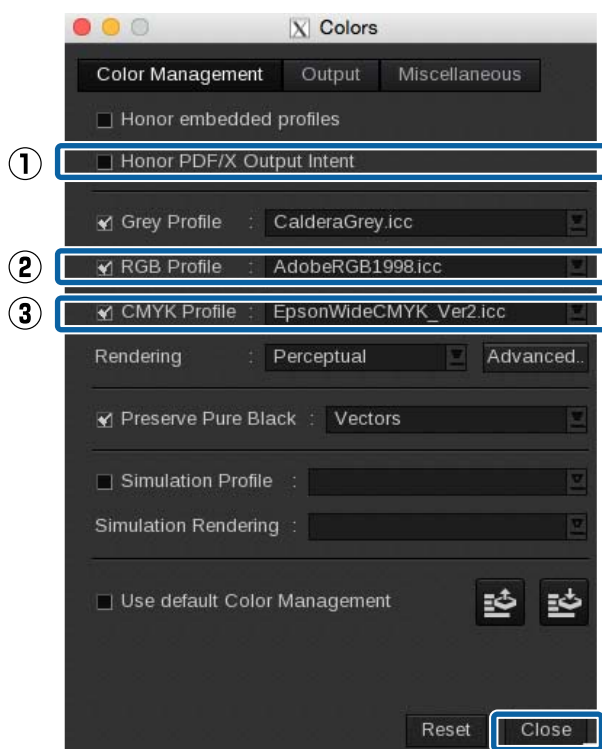 X Colors
Color Management Output Miscellaneous
Honor embedded profiles
① Honor PDF/X Output Intent
Grey Profile : CalderaGrey.icc
② RGB Profile : AdobeRGB1998.icc
③ CMYK Profile : EpsonWideCMYK_Ver2.icc
Rendering : Perceptual Advanced..
Preserve Pure Black : Vectors
Simulation Profile :
Simulation Rendering :
Use default Color Management
Reset Close